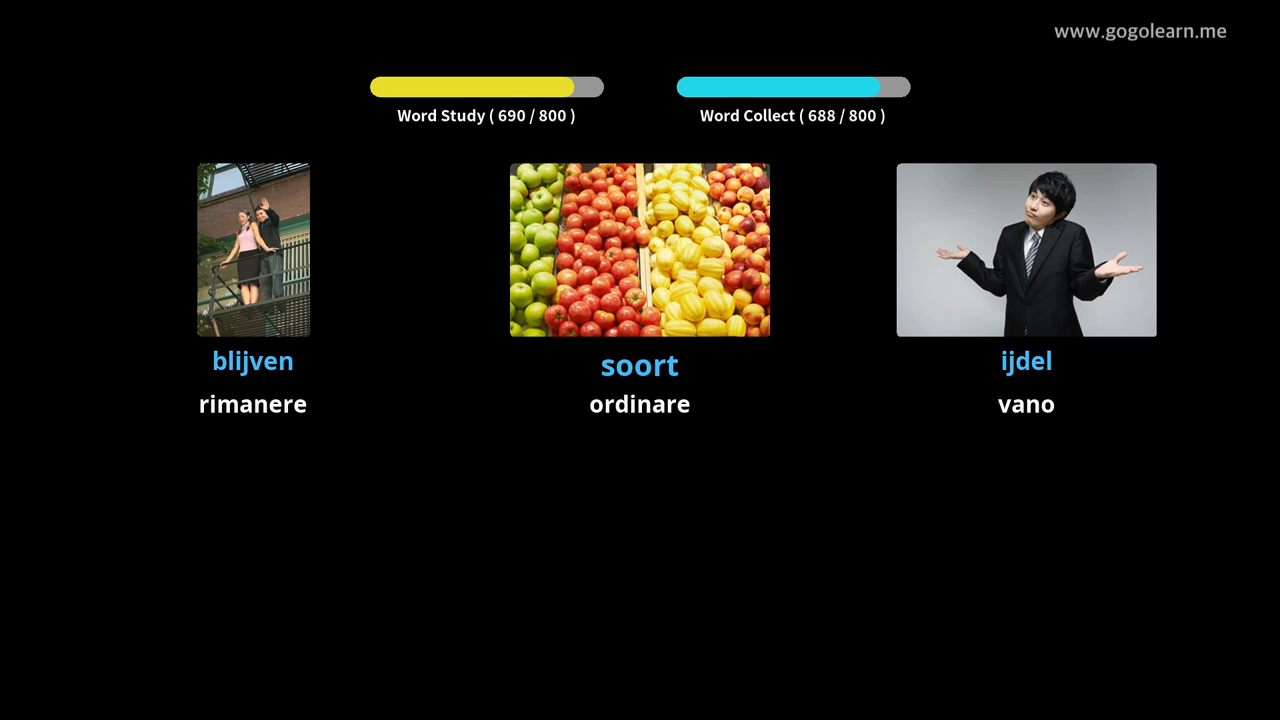 www.gogolearn.me
Word Study ( 690 / 800 )
Word Collect ( 688 / 800 )
blijven
rimanere
soort
ordinare
ijdel
vano